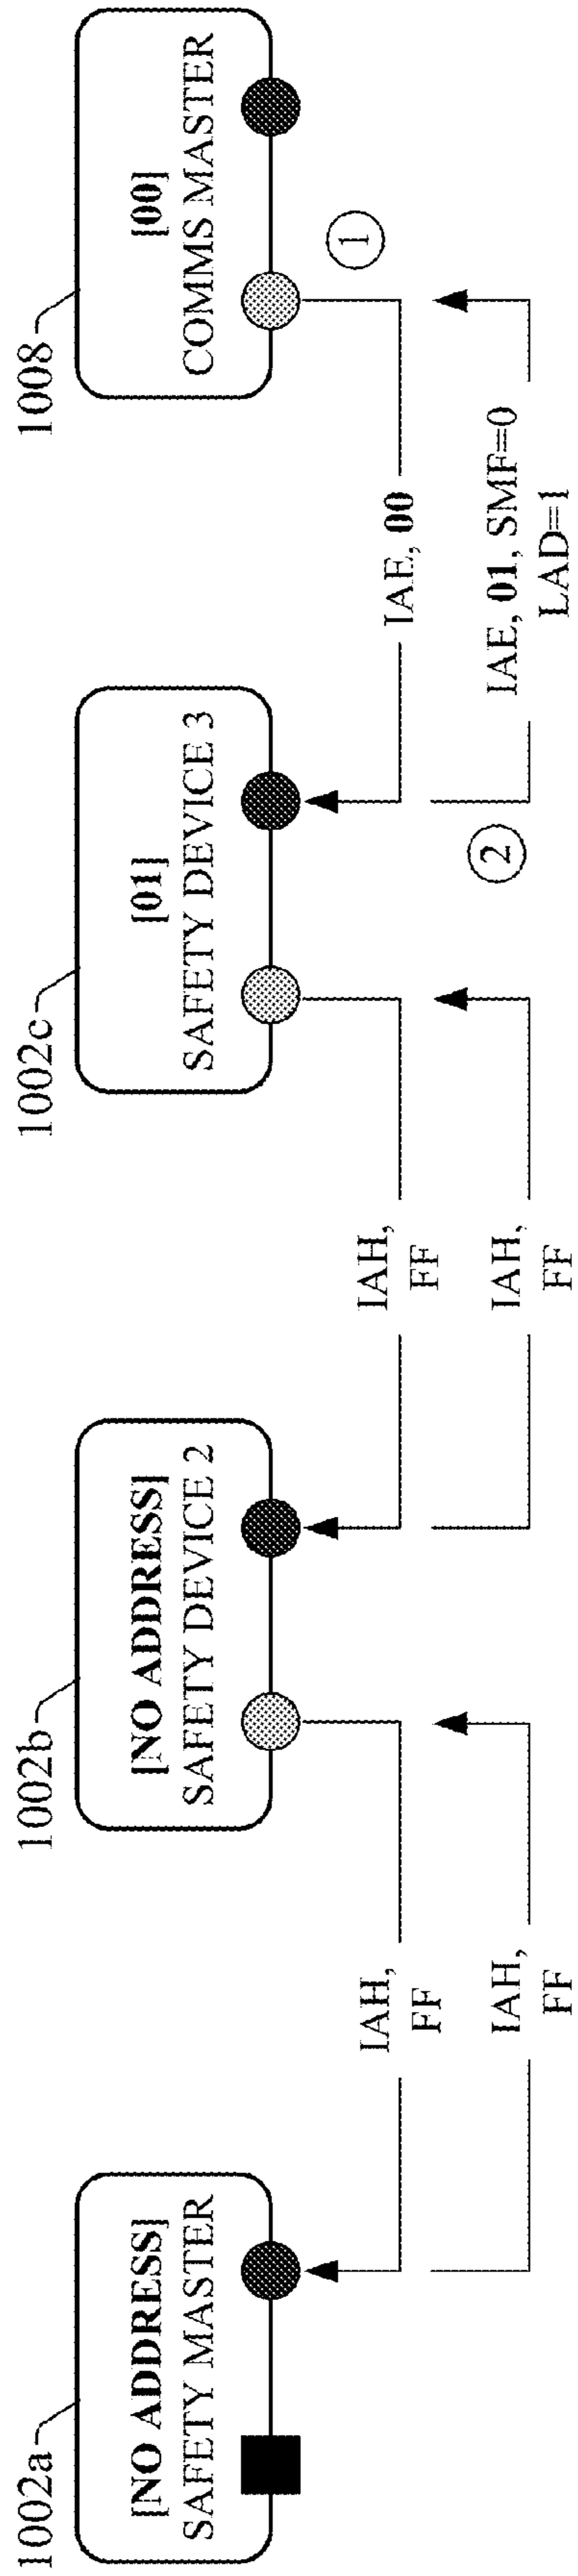 1002a
[NO ADDRESS]
SAFETY MASTER
1002b
[NO ADDRESS]
SAFETY DEVICE 2
1002c
[01]
SAFETY DEVICE 3
1008
[00]
COMMS MASTER
IAH,
FF
IAH,
FF
IAE, 00
1
IAH,
FF
IAH,
FF
2
IAE, 01, SMF=0
LAD=1